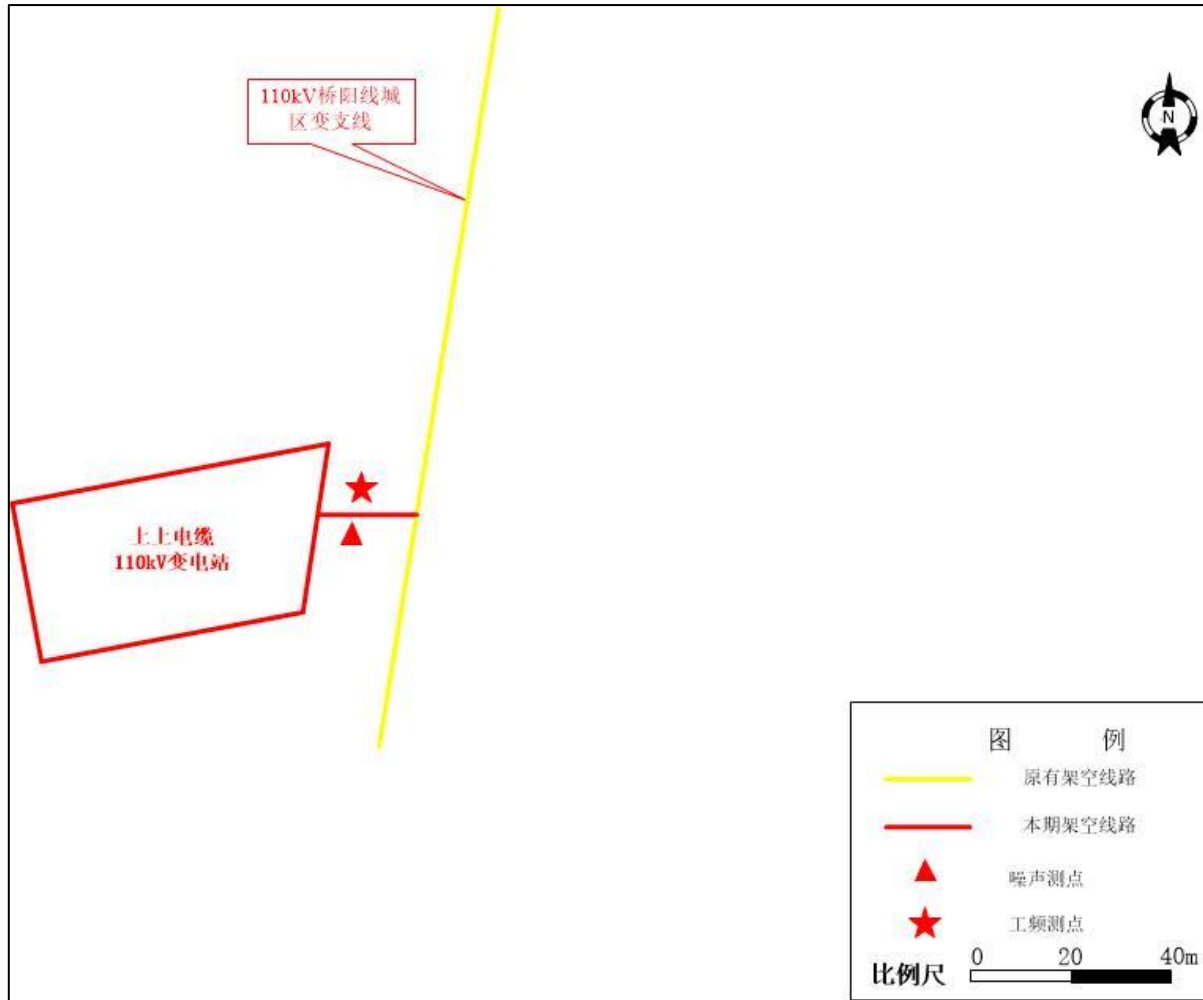 110kV桥阳线城
区变支线
N
上上电缆
110kV变电站
图 例
原有架空线路
本期架空线路
噪声测点
工频测点
比例尺 0 20 40m